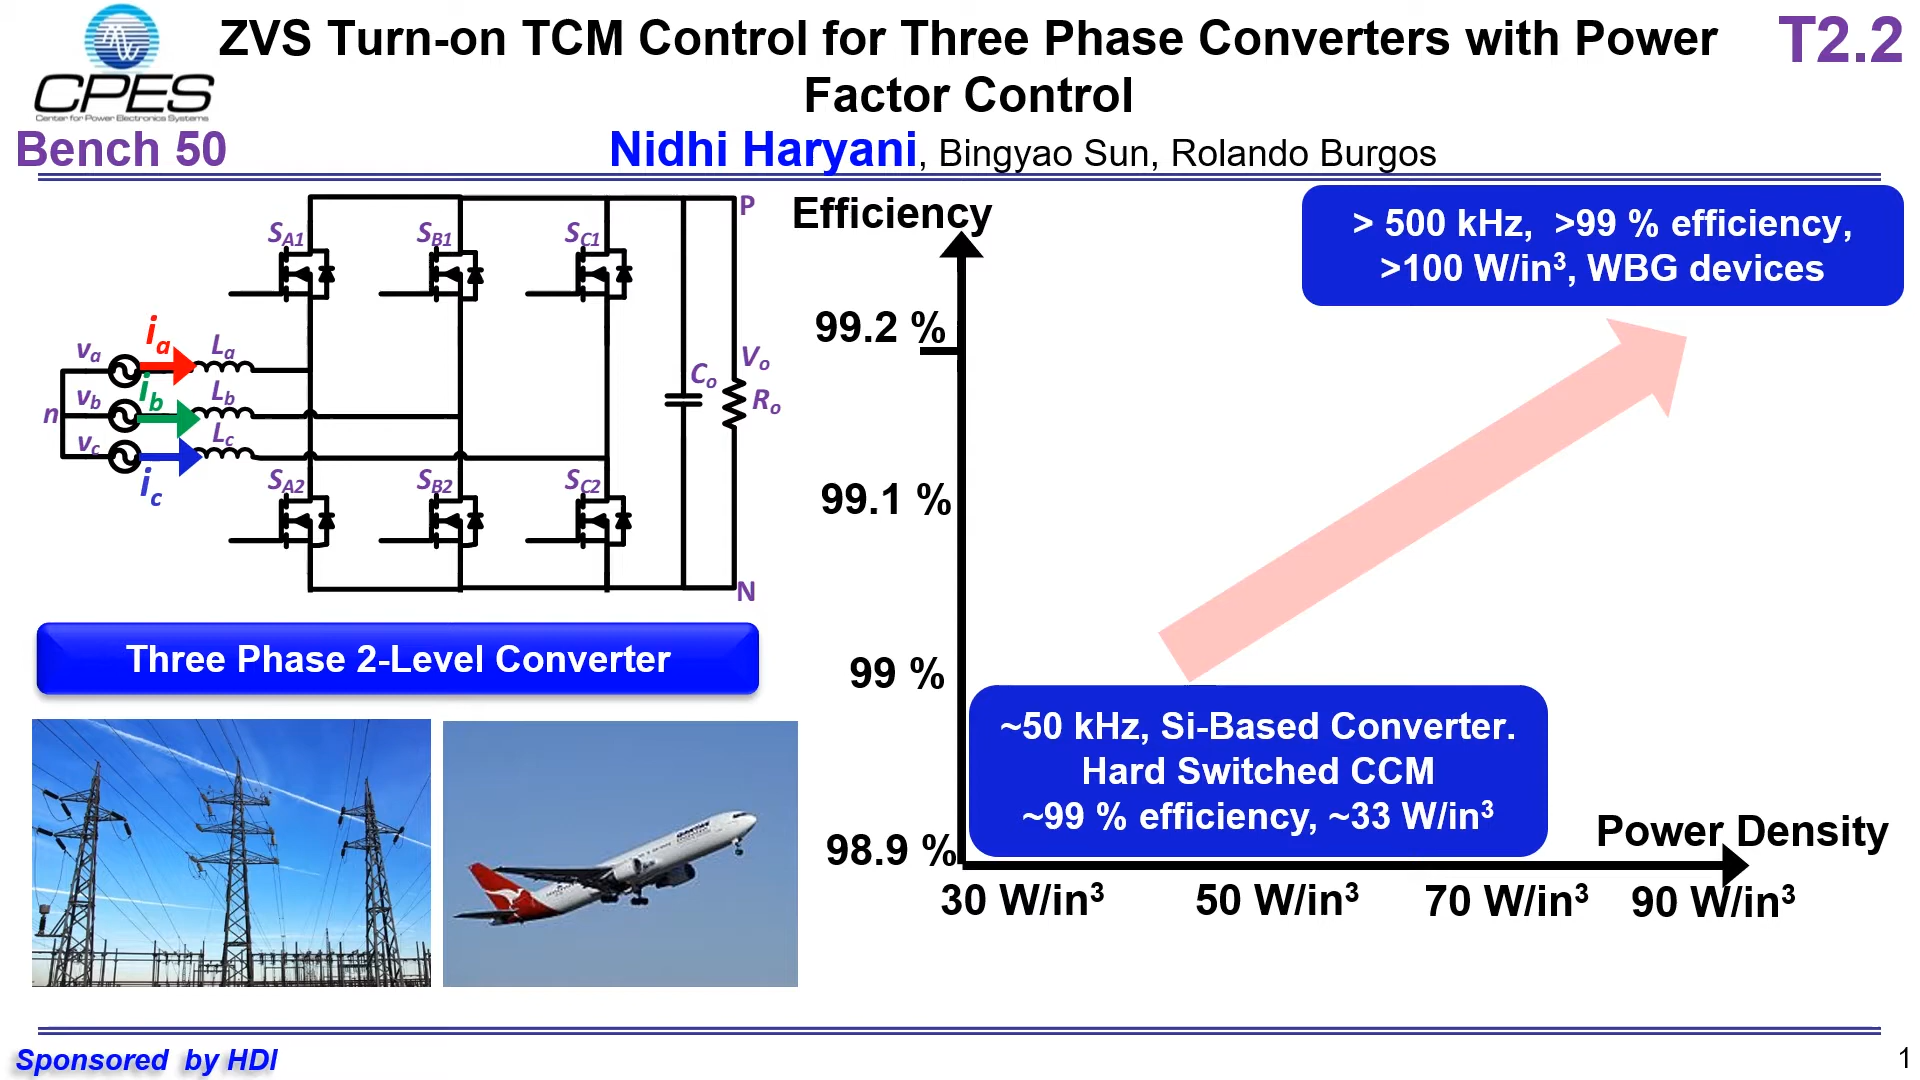 ZVS Turn-on TCM Control for Three Phase Converters with Power
Factor Control
T2.2
CPES
Center for Power Electronics Systems
Bench 50
Nidhi Haryani, Bingyao Sun, Rolando Burgos
P
S_A1
S_B1
S_C1
i_a
v_a
L_a
i_b
v_b
L_b
n
v_c
L_c
i_c
C_o
V_o
R_o
S_A2
S_B2
S_C2
N
Three Phase 2-Level Converter
Efficiency
> 500 kHz, >99 % efficiency,
>100 W/in³, WBG devices
99.2 %
99.1 %
99 %
98.9 %
~50 kHz, Si-Based Converter.
Hard Switched CCM
~99 % efficiency, ~33 W/in³
Power Density
30 W/in³
50 W/in³
70 W/in³
90 W/in³
Sponsored by HDI
1